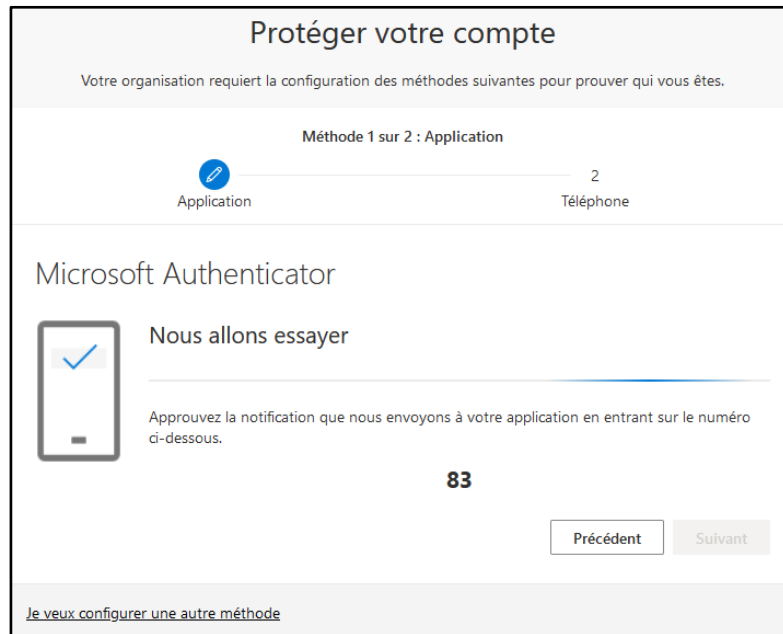 Protéger votre compte
Votre organisation requiert la configuration des méthodes suivantes pour prouver qui vous êtes.
Méthode 1 sur 2 : Application
2
Application Téléphone
Microsoft Authenticator
Nous allons essayer
Approuvez la notification que nous envoyons à votre application en entrant sur le numéro
ci-dessous.
83
Précédent Suivant
Je veux configurer une autre méthode